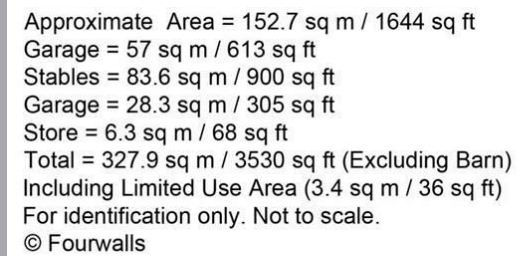 Approximate Area = 152.7 sq m / 1644 sq ft
Garage = 57 sq m / 613 sq ft
Stables = 83.6 sq m / 900 sq ft
Garage = 28.3 sq m / 305 sq ft
Store = 6.3 sq m / 68 sq ft
Total = 327.9 sq m / 3530 sq ft (Excluding Barn)
Including Limited Use Area (3.4 sq m / 36 sq ft)
For identification only. Not to scale.
© Fourwalls